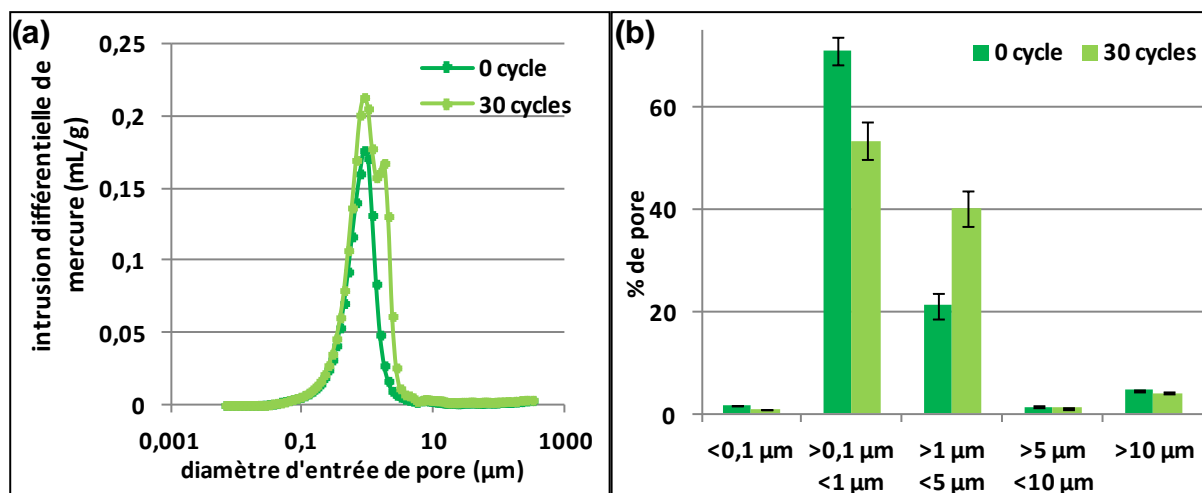 (a)
0,25
0,2
0,15
0,1
0,05
0
intrusion différentielle de
mercure (mL/g)
0 cycle
30 cycles
0,001
0,1
10
1000
diamètre d'entrée de pore (µm)
(b)
60
40
20
0
% de pore
0 cycle
30 cycles
<0,1 µm
>0,1 µm
<1 µm
>1 µm
<5 µm
>5 µm
<10 µm
>10 µm